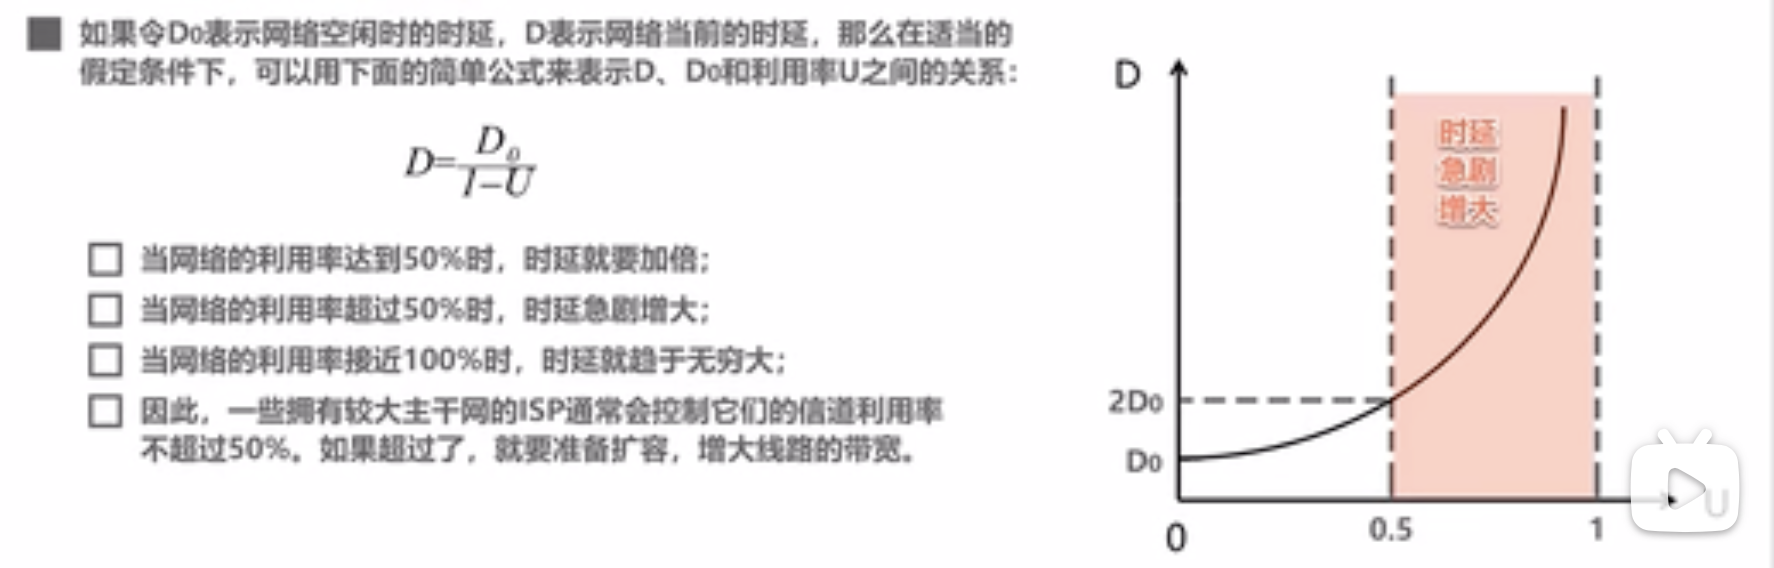 如果令D₀表示网络空闲时的时延，D表示网络当前的时延，那么在适当的
假定条件下，可以用下面的简单公式来表示D、D₀和利用率U之间的关系：
D=D₀/(1-U)
当网络的利用率达到50%时，时延就要加倍；
当网络的利用率超过50%时，时延急剧增大；
当网络的利用率接近100%时，时延就趋于无穷大；
因此，一些拥有较大主干网的ISP通常会控制它们的信道利用率
不超过50%。如果超过了，就要准备扩容，增大线路的带宽。
D
时延
急剧
增大
2D₀
D₀
0
0.5
1
U